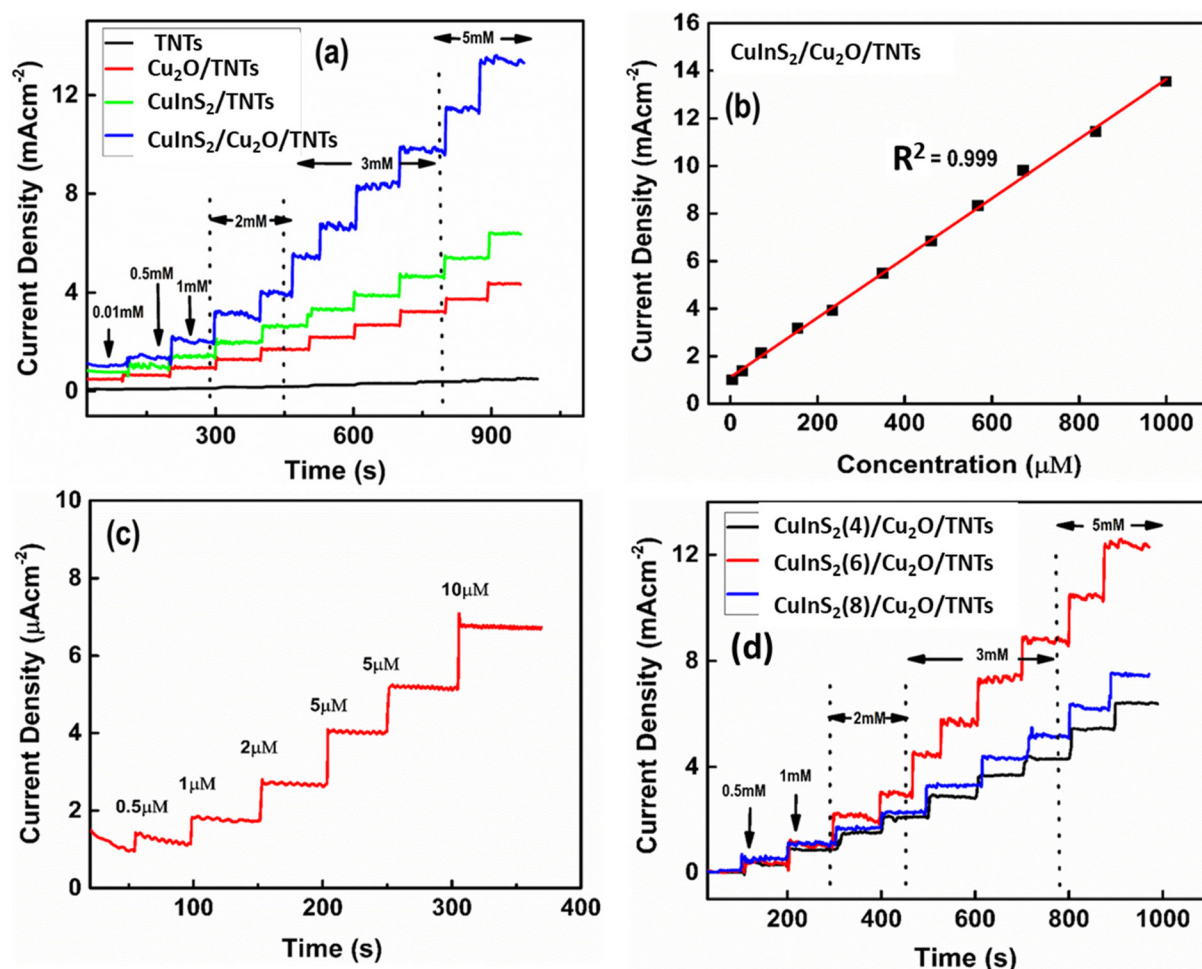 TNTs
Cu₂O/TNTs
CuInS₂/TNTs
CuInS₂/Cu₂O/TNTs
(a)
5mM
3mM
2mM
0.5mM
1mM
0.01mM
12
8
4
0
Current Density (mAcm⁻²)
300
600
900
Time (s)
CuInS₂/Cu₂O/TNTs
(b)
R² = 0.999
16
14
12
10
8
6
4
2
0
Current Density (mAcm⁻²)
0
200
400
600
800
1000
Concentration (μM)
(c)
10μM
5μM
5μM
2μM
1μM
0.5μM
10
8
6
4
2
0
Current Density (μAcm⁻²)
100
200
300
400
Time (s)
CuInS₂(4)/Cu₂O/TNTs
CuInS₂(6)/Cu₂O/TNTs
CuInS₂(8)/Cu₂O/TNTs
5mM
(d)
3mM
2mM
1mM
0.5mM
12
8
4
0
Current Density (mAcm⁻²)
200
400
600
800
1000
Time (s)